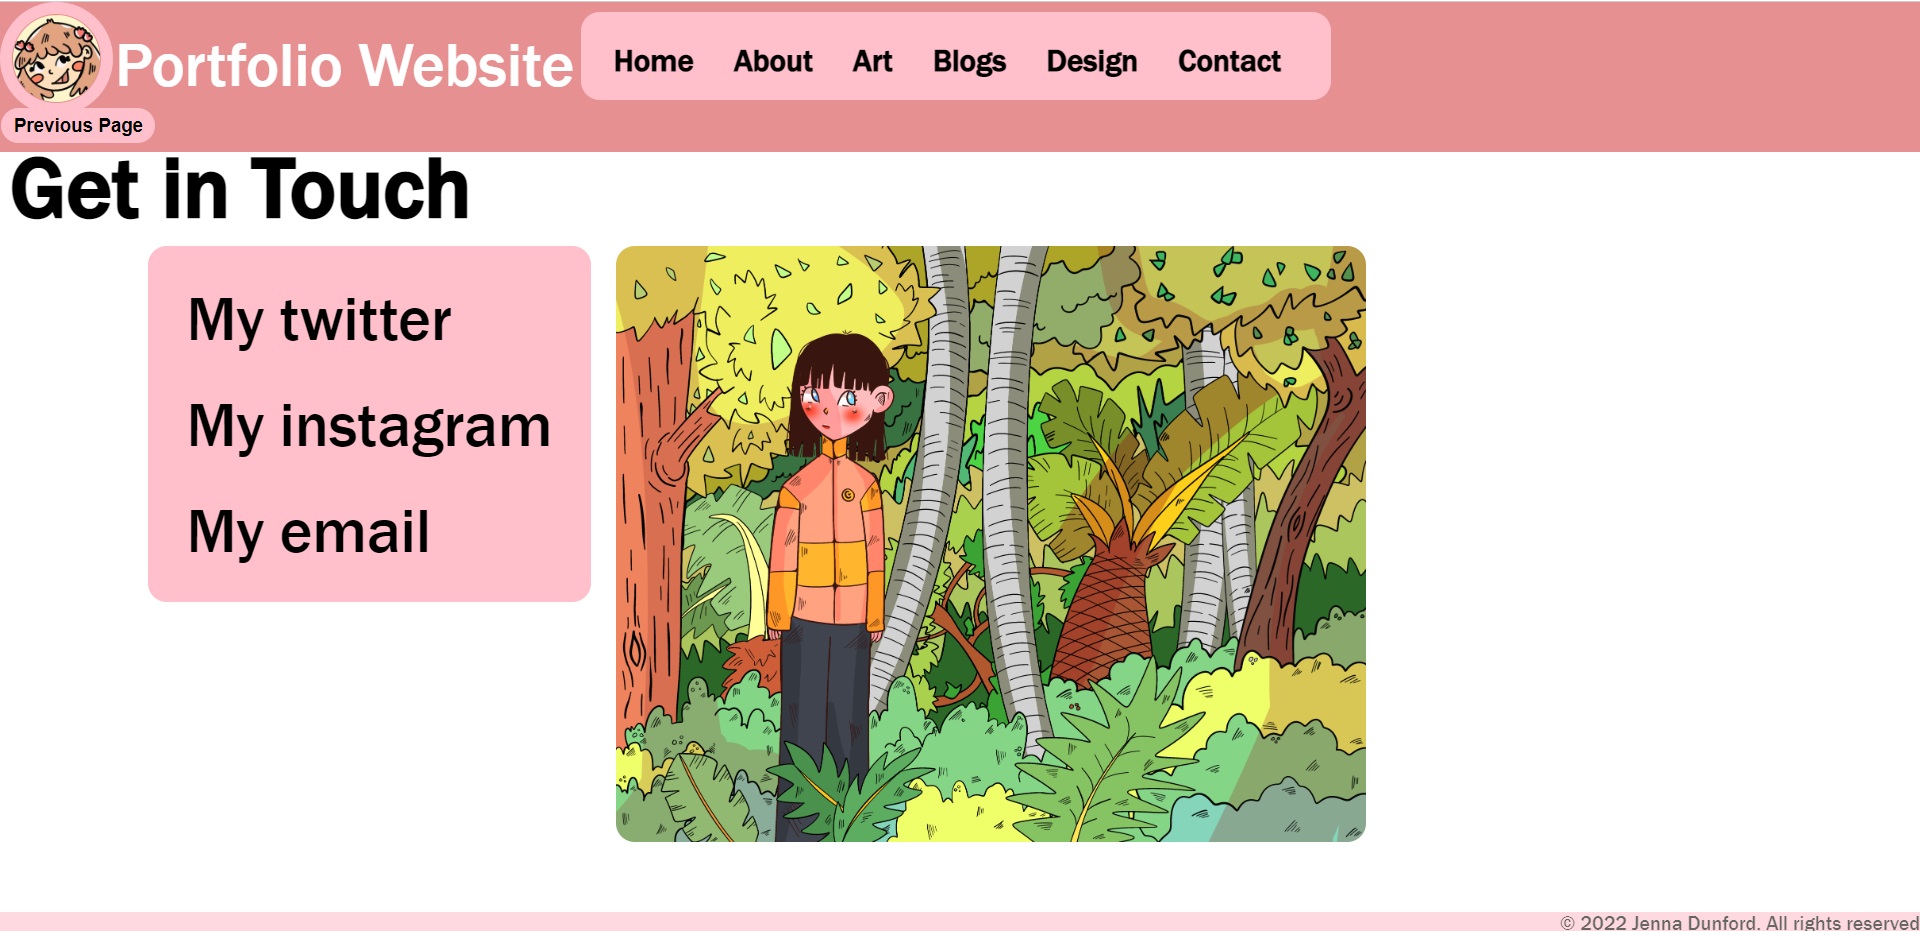 Portfolio Website
Home About Art Blogs Design Contact
Previous Page
Get in Touch
My twitter
My instagram
My email
© 2022 Jenna Dunford. All rights reserved